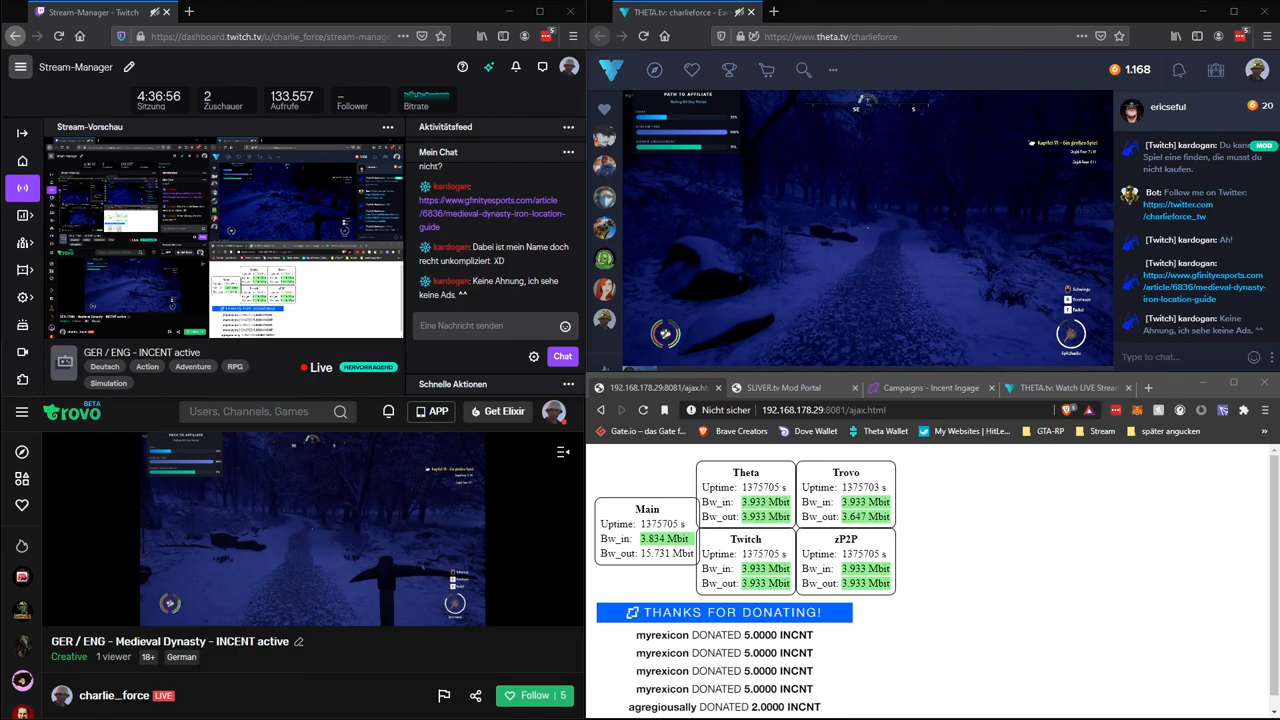 Stream-Manager - Twitch
https://dashboard.twitch.tv/u/charlie_force/stream-manag
5
Stream-Manager
4:36:56
Sitzung
2
Zuschauer
133.557
Aufrufe
–
Follower
Bitrate
Stream-Vorschau
Aktivitätsfeed
Mein Chat
nicht?
kardogan:
https://www.gfinityesports.com/article
/6836/medieval-dynasty-iron-location-
guide
kardogan: Dabei ist mein Name doch
recht unkompliziert. XD
kardogan: Keine Ahnung, ich sehe
keine Ads. ^^
Eine Nachricht senden
Chat
Schnelle Aktionen
GER / ENG - INCENT active
Deutsch
Action
Adventure
RPG
Simulation
Live
HERVORRAGEND
THETA.tv: charlieforce - Ear
https://www.theta.tv/charlieforce
5
1.168
PATH TO AFFILIATE
ericseful
20
[Twitch] kardogan: Du kann
MOD
Spiel eine finden, die musst du
nicht kaufen.
Bot: Follow me on Twitter:
https://twitter.com
/charlieforce_tw
[Twitch] kardogan: Ah!
[Twitch] kardogan:
https://www.gfinityesports.com
/article/6836/medieval-dynasty-
iron-location-guide
[Twitch] kardogan: Keine
Ahnung, ich sehe keine Ads. ^^
Type to chat...
trovo
BETA
Users, Channels, Games
APP
Get Elixir
PATH TO AFFILIATE
GER / ENG - Medieval Dynasty - INCENT active
Creative
1 viewer
18+
German
charlie_force
LIVE
Follow
5
192.168.178.29:8081/ajax.htm
SLIVER.tv Mod Portal
Campaigns - Incent Ingage
THETA.tv: Watch LIVE Stream
Nicht sicher
192.168.178.29:8081/ajax.html
Gate.io – das Gate f
Brave Creators
Dove Wallet
Theta Wallet
My Websites | HitLe...
GTA-RP
Stream
später angucken
Main
Uptime: 1375705 s
Bw_in: 3.834 Mbit
Bw_out: 15.731 Mbit
Theta
Uptime: 1375705 s
Bw_in: 3.933 Mbit
Bw_out: 3.933 Mbit
Trovo
Uptime: 1375703 s
Bw_in: 3.933 Mbit
Bw_out: 3.647 Mbit
Twitch
Uptime: 1375705 s
Bw_in: 3.933 Mbit
Bw_out: 3.933 Mbit
zP2P
Uptime: 1375705 s
Bw_in: 3.933 Mbit
Bw_out: 3.933 Mbit
THANKS FOR DONATING!
myrexicon DONATED 5.0000 INCNT
myrexicon DONATED 5.0000 INCNT
myrexicon DONATED 5.0000 INCNT
myrexicon DONATED 5.0000 INCNT
agregiousally DONATED 2.0000 INCNT